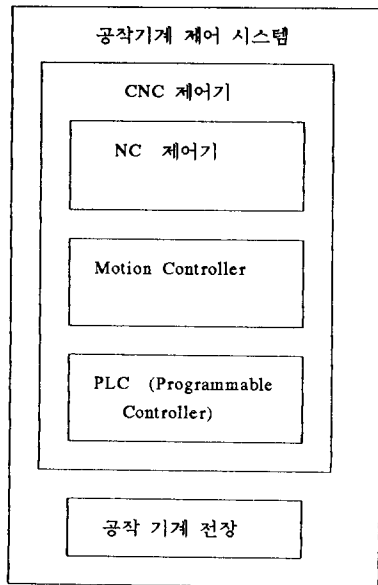 공작기계 제어 시스템
CNC 제어기
NC 제어기
Motion Controller
PLC (Programmable
Controller)
공작 기계 전장